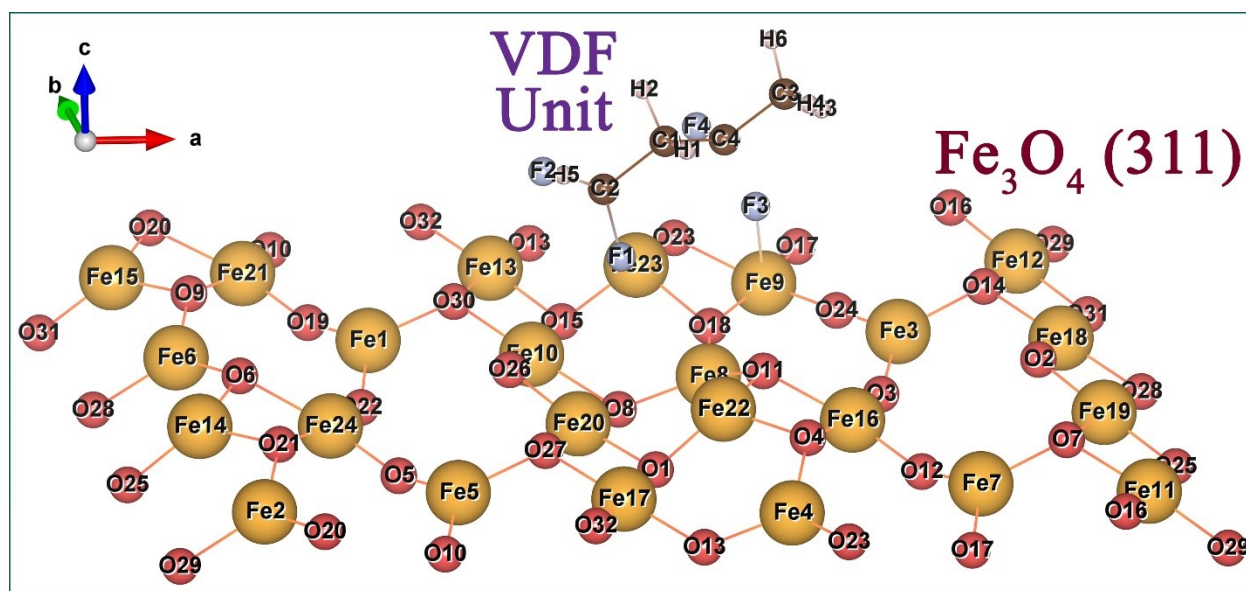 VDF
Unit
Fe₃O₄ (311)
c
b
a
H6
H2
C3
H4 3
C1
F4
C4
H1
F2
H5
C2
F3
F1
O16
O20
O10
O32
O13
e23
O23
O17
Fe12
O29
Fe15
Fe21
Fe13
Fe9
O9
O14
O31
O19
O30
O15
O18
O24
O31
Fe1
Fe3
Fe18
Fe6
Fe10
O2
O6
O26
Fe8
O11
O3
O28
O28
O22
O8
Fe22
Fe16
Fe19
Fe14
Fe24
Fe20
O21
O27
O4
O7
O25
O5
O1
O12
O25
Fe5
Fe17
Fe7
Fe11
Fe2
Fe4
O16
O20
O32
O10
O13
O23
O17
O29
O29